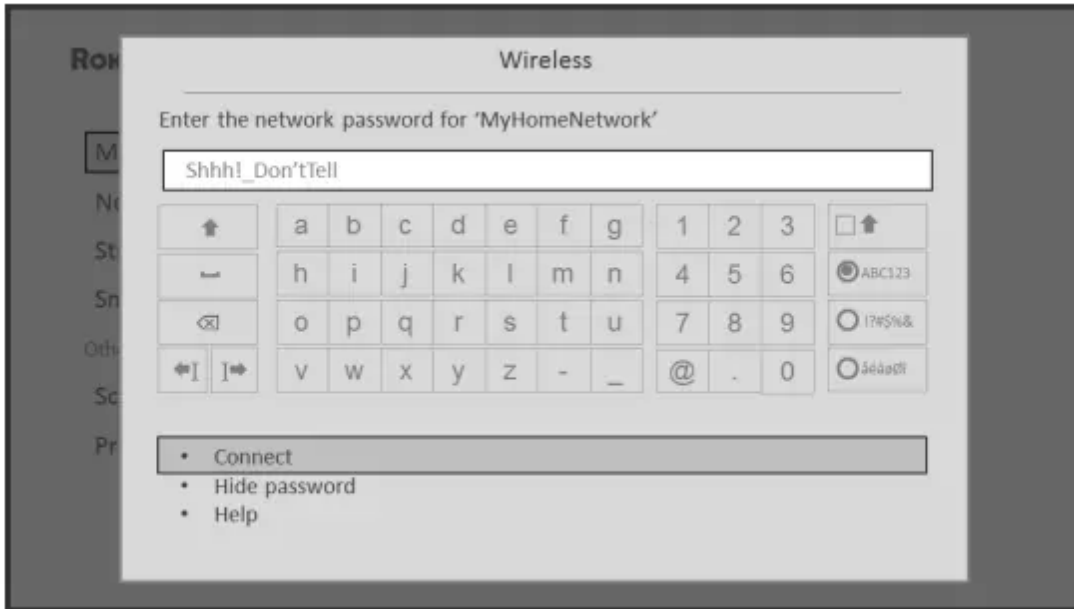 Wireless
Enter the network password for 'MyHomeNetwork'
Shhh!_Don'tTell
a b c d e f g 1 2 3
h i j k l m n 4 5 6 ABC123
o p q r s t u 7 8 9 !?#$%&
v w x y z - _ @ . 0
Connect
Hide password
Help